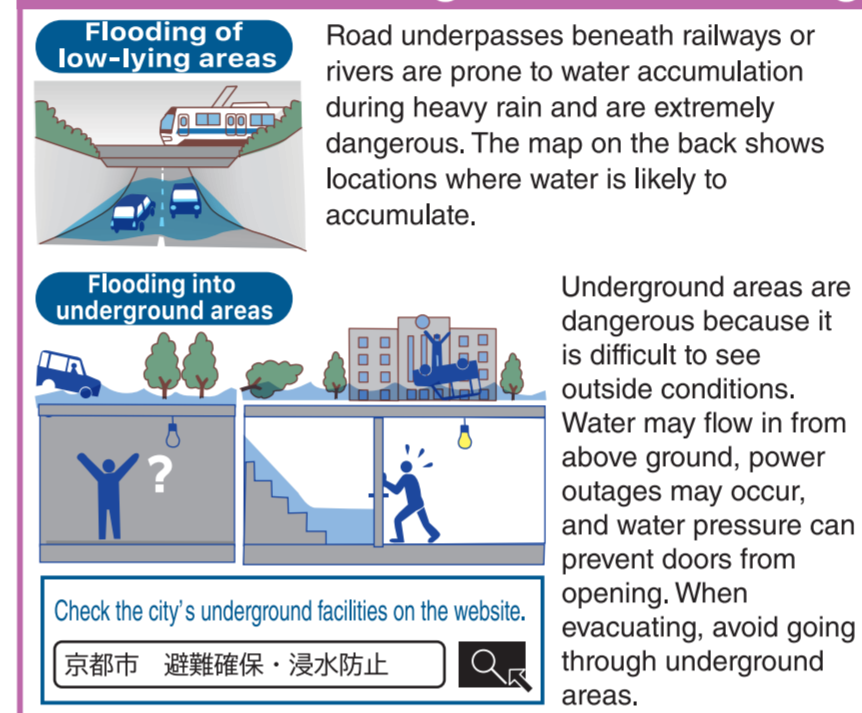 Flooding of
low-lying areas
Road underpasses beneath railways or
rivers are prone to water accumulation
during heavy rain and are extremely
dangerous. The map on the back shows
locations where water is likely to
accumulate.
Flooding into
underground areas
?
Underground areas are
dangerous because it
is difficult to see
outside conditions.
Water may flow in from
above ground, power
outages may occur,
and water pressure can
prevent doors from
opening. When
evacuating, avoid going
through underground
areas.
Check the city's underground facilities on the website.
京都市　避難確保・浸水防止